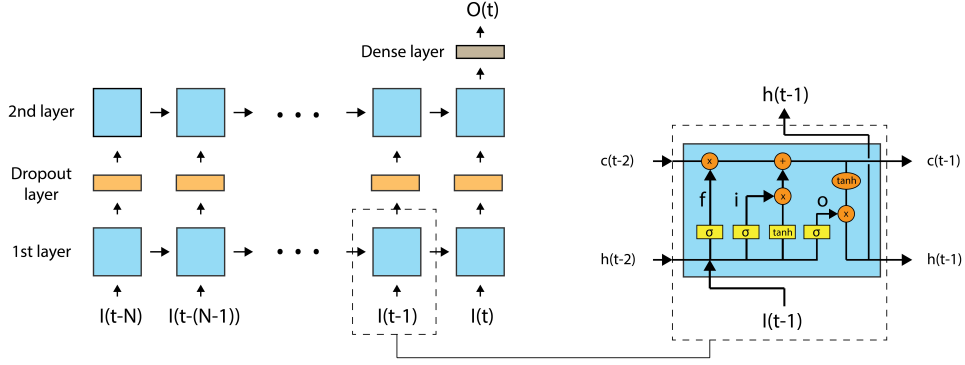 O(t)
Dense layer
2nd layer
. . .
Dropout
layer
1st layer
. . .
I(t-N)
I(t-(N-1))
I(t-1)
I(t)
h(t-1)
c(t-2)
x
+
c(t-1)
tanh
f
i
x
o
x
σ
σ
tanh
σ
h(t-2)
h(t-1)
I(t-1)